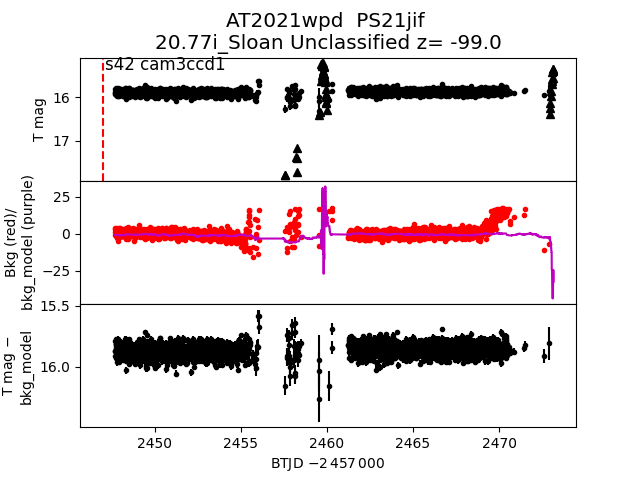 AT2021wpd  PS21jif
20.77i_Sloan Unclassified z= -99.0
s42 cam3ccd1
T mag
16
17
Bkg (red)/
bkg_model (purple)
25
0
−25
T mag −
bkg_model
15.5
16.0
2450
2455
2460
2465
2470
BTJD −2 457 000